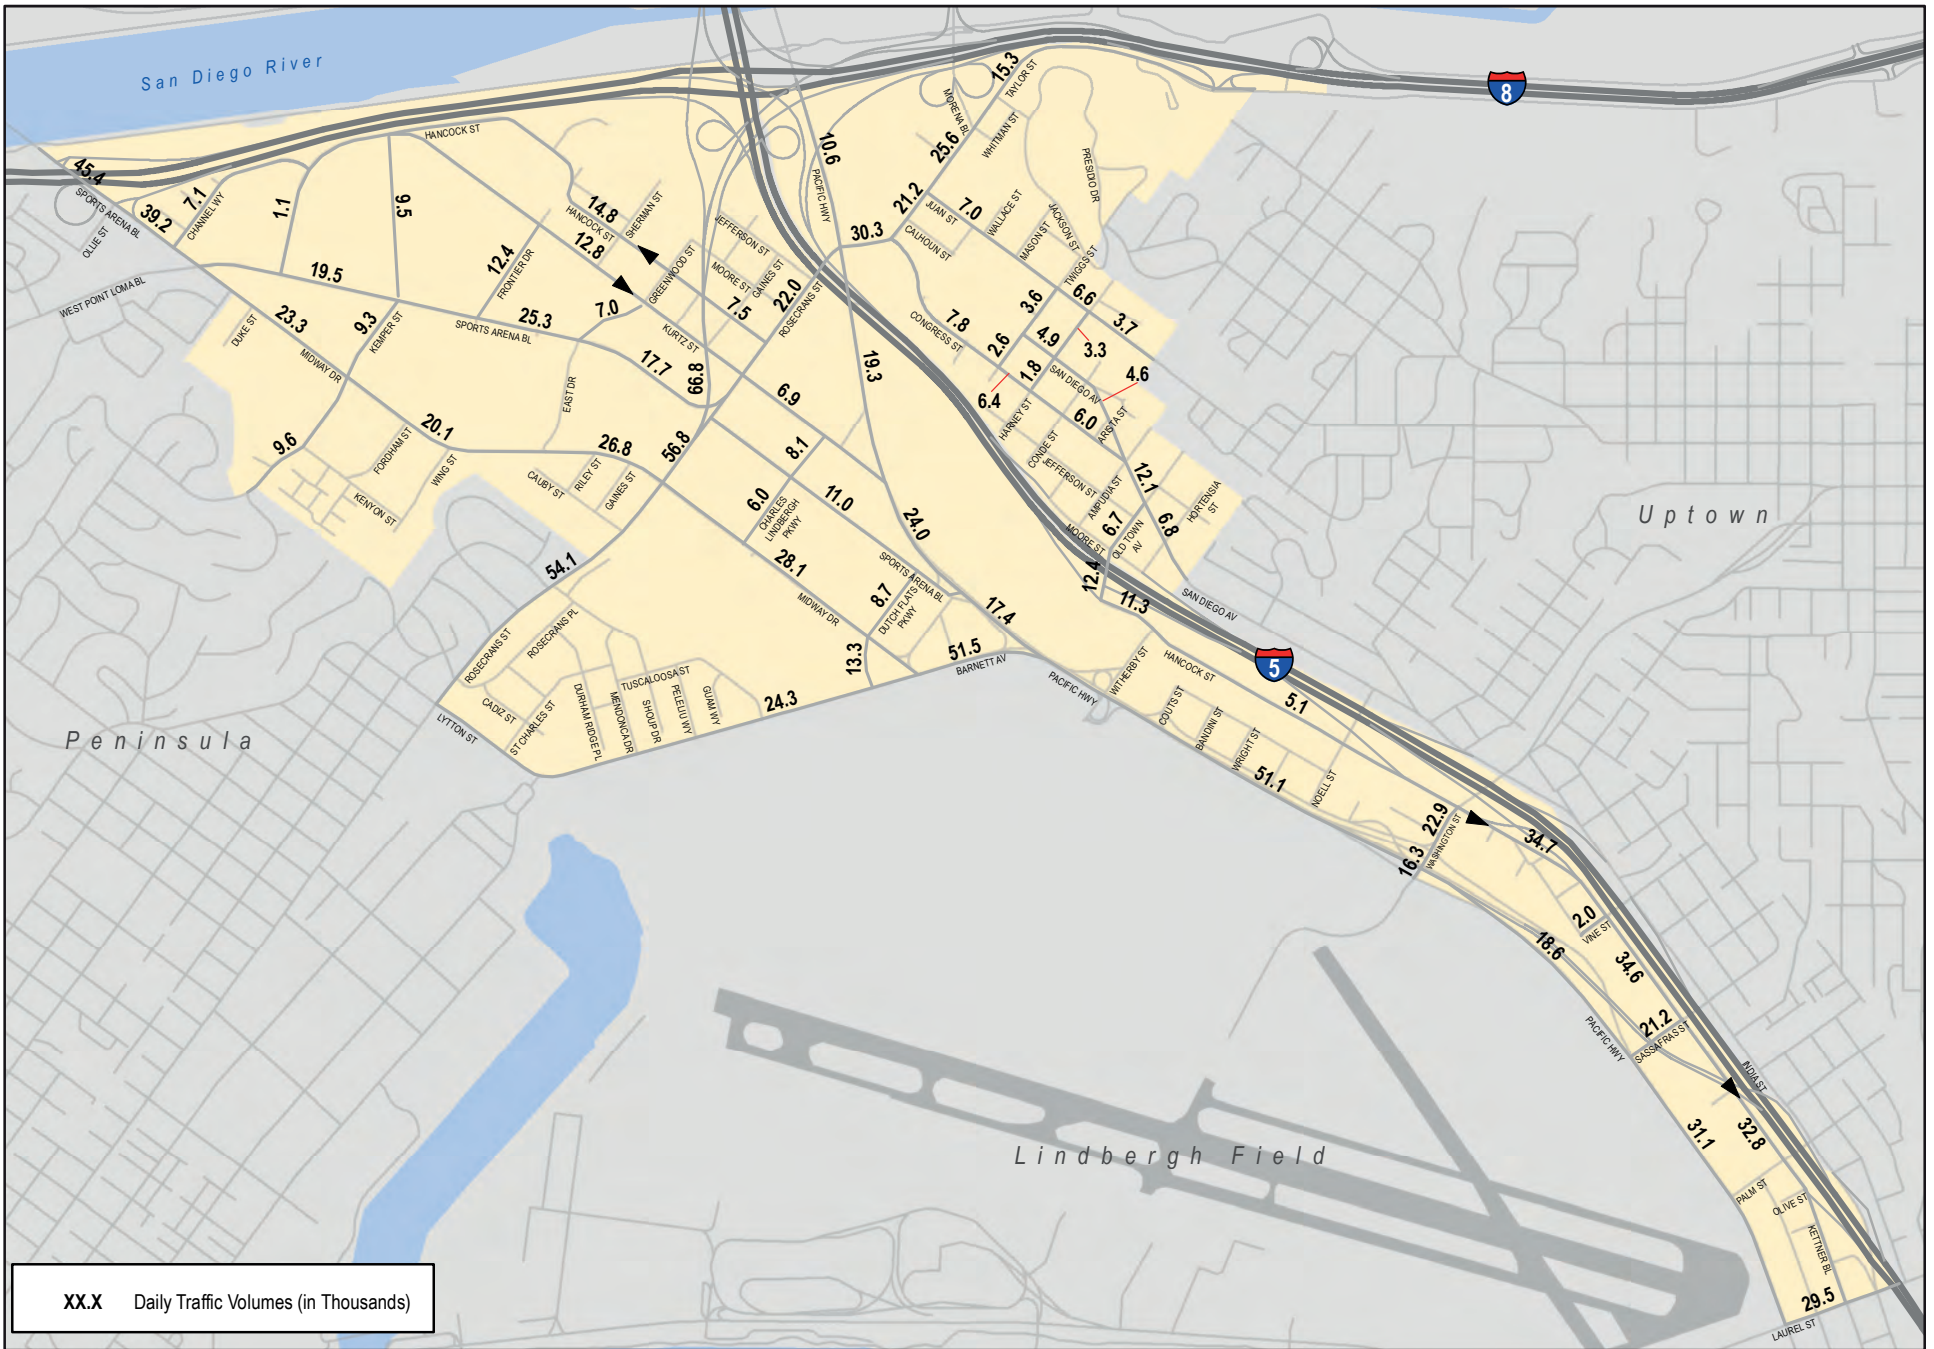 San Diego River
8
15.3
TAYLOR ST
MORENA BL
WHITMAN ST
25.6
HANCOCK ST
10.6
PACIFIC HWY
PRESIDIO DR
45.4
SPORTS ARENA BL
OLLIE ST
39.2
7.1
CHANNEL WY
1.1
9.5
14.8
HANCOCK ST
SHERMAN ST
12.8
JEFFERSON ST
21.2
JUAN ST
7.0
WALLACE ST
MASON ST
JACKSON ST
30.3
CALHOUN ST
TWIGGS ST
12.4
FRONTIER DR
GREENWOOD ST
MOORE ST
GAINES ST
22.0
ROSECRANS ST
7.5
WEST POINT LOMA BL
19.5
23.3
DUKE ST
MIDWAY DR
9.3
KEMPER ST
SPORTS ARENA BL
25.3
7.0
KURTZ ST
17.7
66.8
6.9
19.3
7.8
CONGRESS ST
3.6
6.6
3.7
2.6
4.9
3.3
1.8
SAN DIEGO AV
4.6
6.4
HARNEY ST
6.0
ARISTA ST
CONDE ST
JEFFERSON ST
AMPUDIA ST
12.1
6.8
HORTENSIA
ST
MOORE ST
6.7
OLD TOWN
AV
12.4
11.3
SAN DIEGO AV
Uptown
9.6
20.1
FORDHAM ST
WING ST
KENYON ST
EAST DR
26.8
CAUBY ST
RILEY ST
GAINES ST
56.8
8.1
6.0
CHARLES
LINDBERGH
PKWY
11.0
24.0
SPORTS ARENA BL
28.1
MIDWAY DR
8.7
DUTCH FLATS
PKWY
17.4
54.1
ROSECRANS ST
ROSECRANS PL
13.3
51.5
BARNETT AV
PACIFIC HWY
WITHERBY ST
HANCOCK ST
5
5.1
COUTS ST
BANDINI ST
WRIGHT ST
51.1
NOELL ST
Peninsula
LYTTON ST
CADIZ ST
ST CHARLES ST
DURHAM RIDGE PL
MENDONCA DR
TUSCALOOSA ST
SHOUP DR
PELELIU WY
GUAM WY
24.3
22.9
WASHINGTON ST
16.3
34.7
2.0
VINE ST
18.6
34.6
21.2
SASSAFRAS ST
PACIFIC HWY
INDIA ST
31.1
32.8
PALM ST
OLIVE ST
KETTNER BL
29.5
LAUREL ST
Lindbergh Field
XX.X Daily Traffic Volumes (in Thousands)